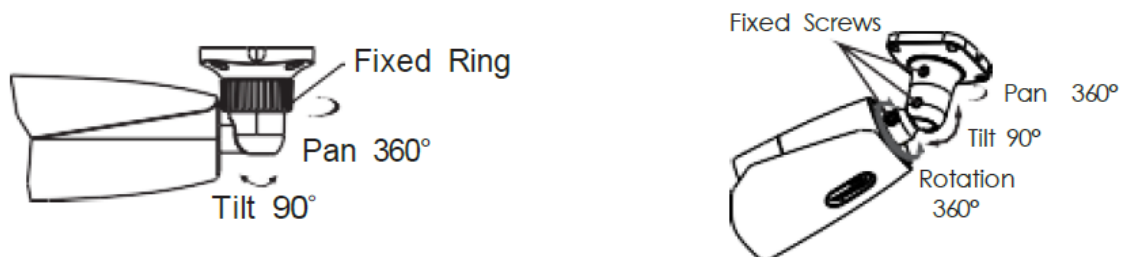 Fixed Ring
Pan 360°
Tilt 90°
Fixed Screws
Pan 360°
Tilt 90°
Rotation
360°